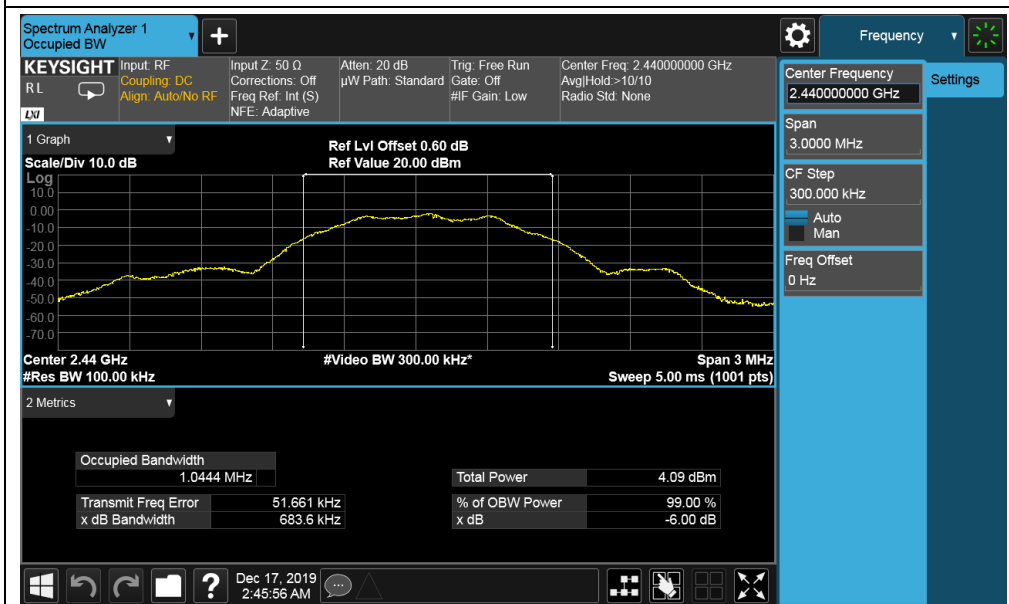 Spectrum Analyzer 1
Occupied BW
+
Frequency
KEYSIGHT
RL
LXI
Input: RF
Coupling: DC
Align: Auto/No RF
Input Z: 50 Ω
Corrections: Off
Freq Ref: Int (S)
NFE: Adaptive
Atten: 20 dB
µW Path: Standard
Trig: Free Run
Gate: Off
#IF Gain: Low
Center Freq: 2.440000000 GHz
Avg|Hold:>10/10
Radio Std: None
Center Frequency
2.440000000 GHz
Settings
Span
3.0000 MHz
CF Step
300.000 kHz
Auto
Man
Freq Offset
0 Hz
1 Graph
Scale/Div 10.0 dB
Ref Lvl Offset 0.60 dB
Ref Value 20.00 dBm
Log
10.0
0.00
-10.0
-20.0
-30.0
-40.0
-50.0
-60.0
-70.0
Center 2.44 GHz
#Video BW 300.00 kHz*
Span 3 MHz
#Res BW 100.00 kHz
Sweep 5.00 ms (1001 pts)
2 Metrics
Occupied Bandwidth
1.0444 MHz
Total Power 4.09 dBm
Transmit Freq Error 51.661 kHz
% of OBW Power 99.00 %
x dB Bandwidth 683.6 kHz
x dB -6.00 dB
?
Dec 17, 2019
2:45:56 AM